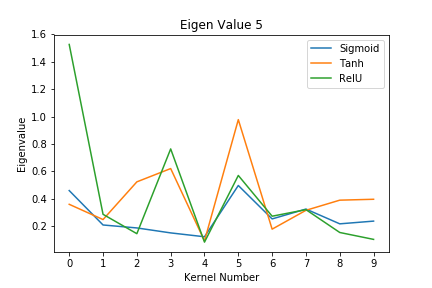 Eigen Value 5
1.6
1.4
1.2
1.0
0.8
0.6
0.4
0.2
Eigenvalue
Sigmoid
Tanh
RelU
0 1 2 3 4 5 6 7 8 9
Kernel Number